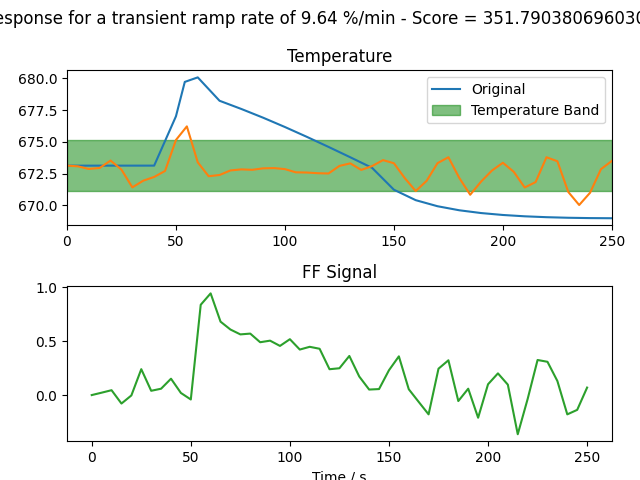 esponse for a transient ramp rate of 9.64 %/min - Score = 351.790380696030
Temperature
680.0
677.5
675.0
672.5
670.0
Original
Temperature Band
0 50 100 150 200 250
FF Signal
1.0
0.5
0.0
0 50 100 150 200 250
Time / s